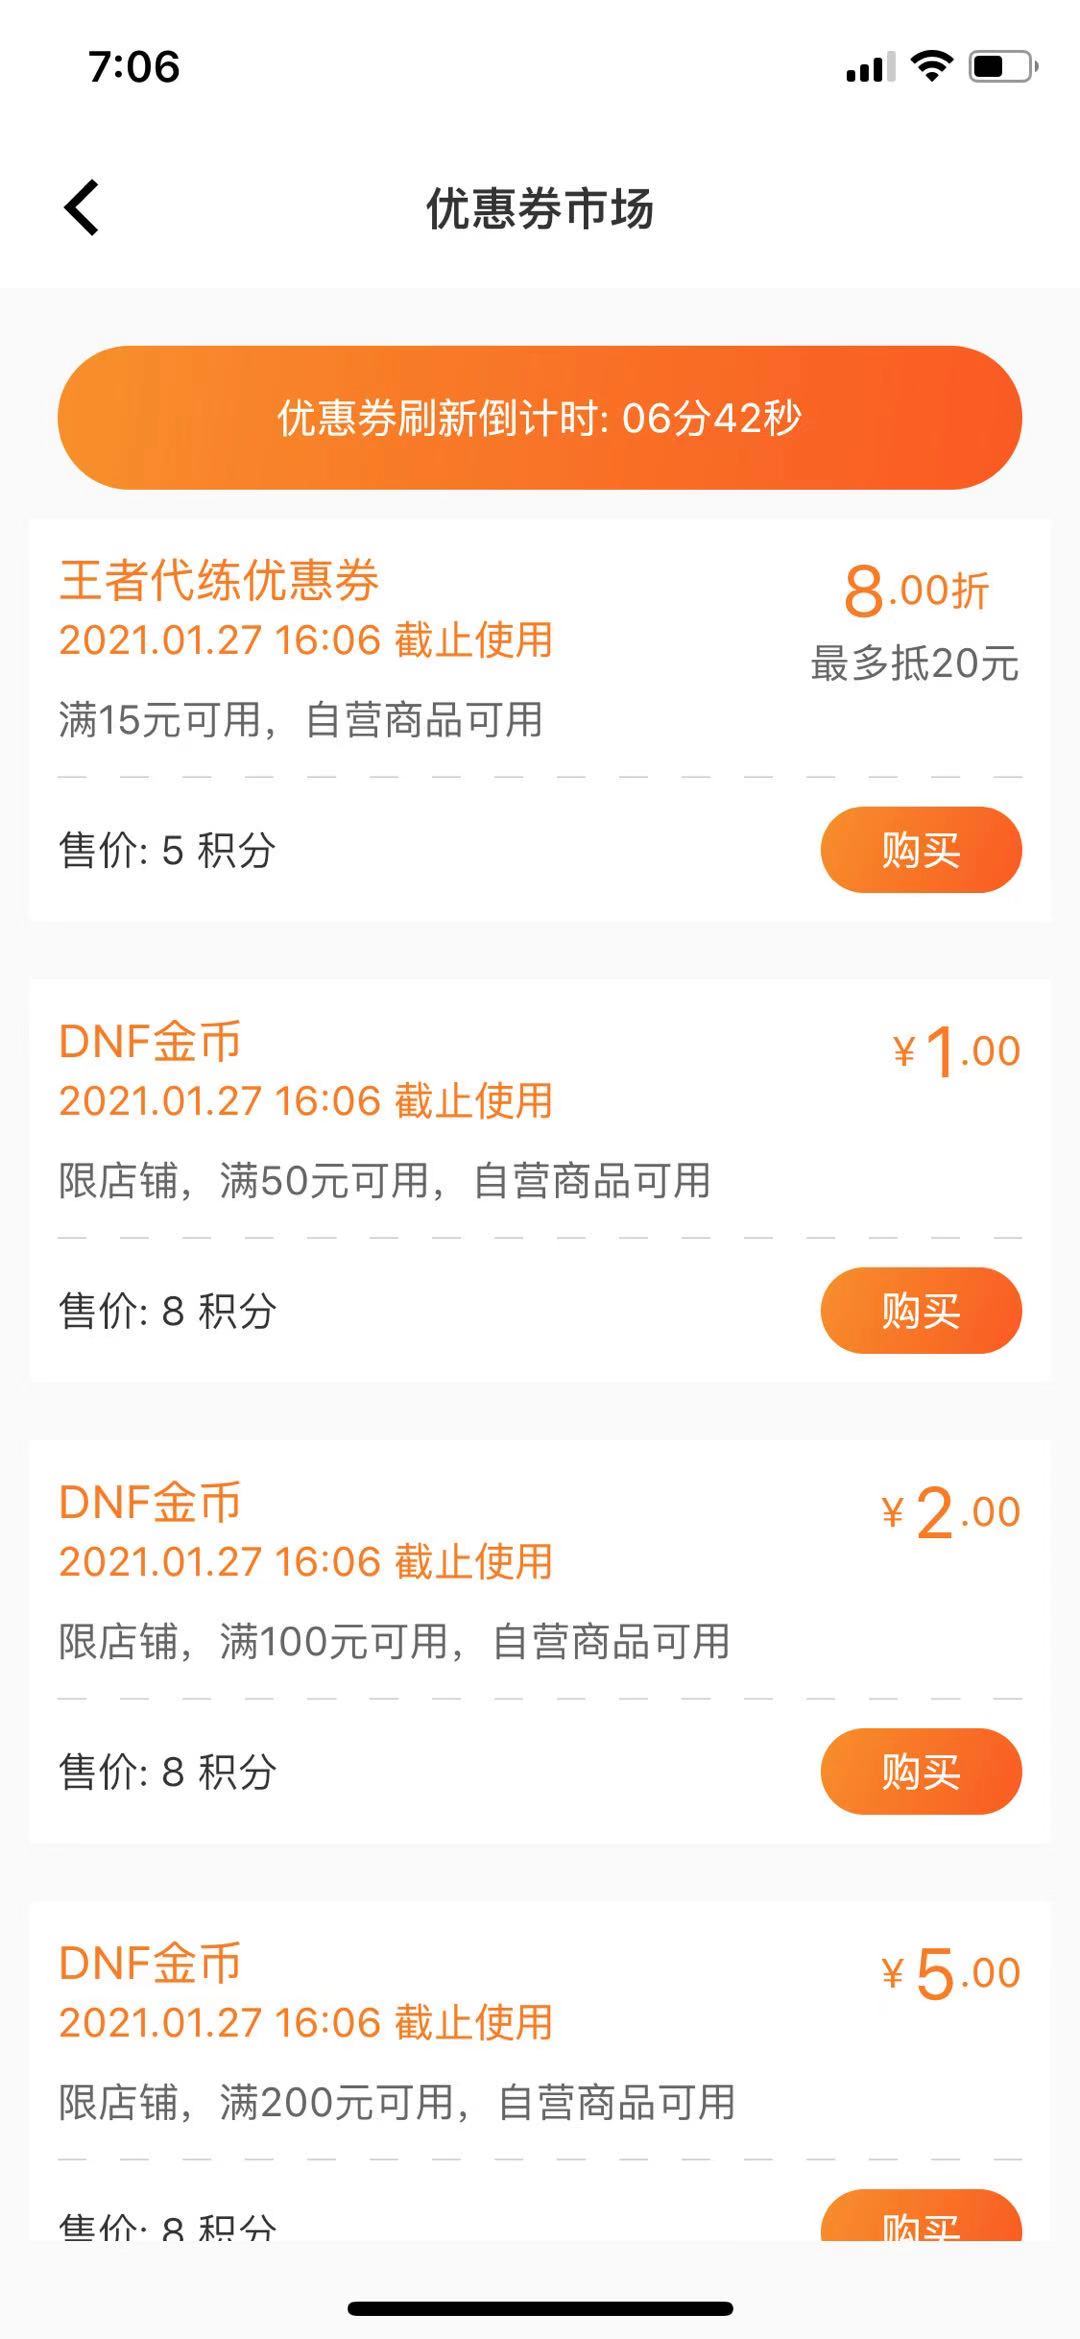 7:06
优惠券市场
优惠券刷新倒计时: 06分42秒
王者代练优惠券
8.00折
2021.01.27 16:06 截止使用
最多抵20元
满15元可用，自营商品可用
售价: 5 积分
购买
DNF金币
¥1.00
2021.01.27 16:06 截止使用
限店铺，满50元可用，自营商品可用
售价: 8 积分
购买
DNF金币
¥2.00
2021.01.27 16:06 截止使用
限店铺，满100元可用，自营商品可用
售价: 8 积分
购买
DNF金币
¥5.00
2021.01.27 16:06 截止使用
限店铺，满200元可用，自营商品可用
售价: 8 积分
购买